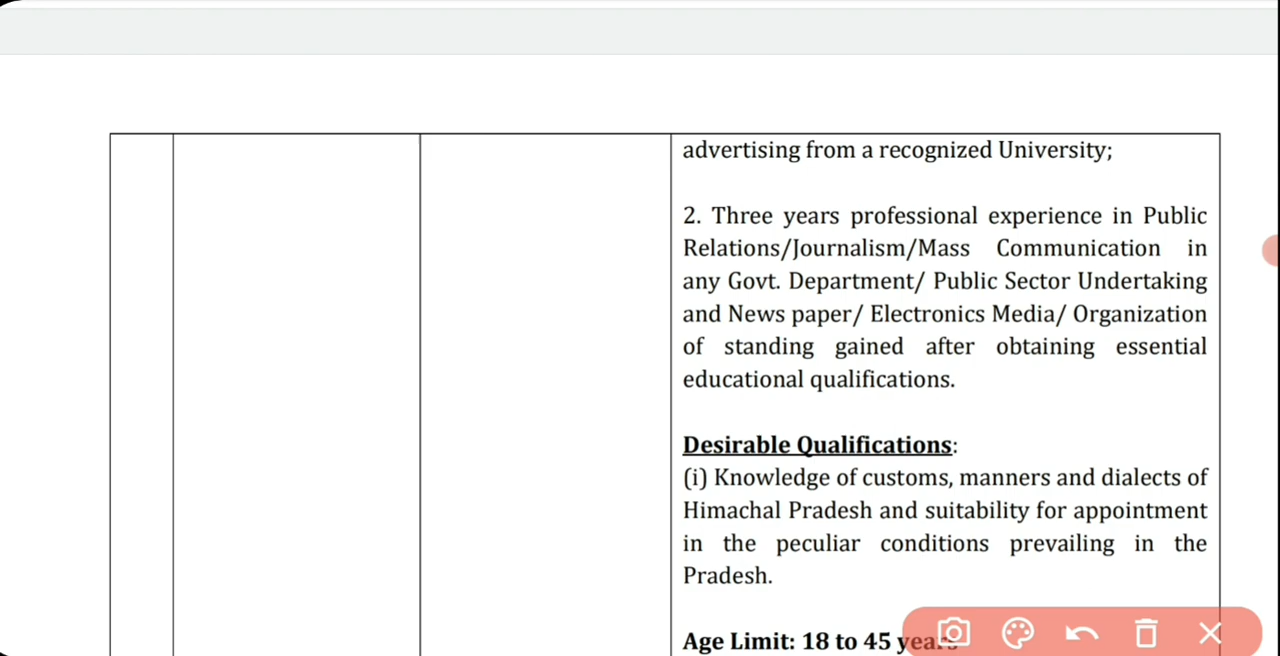 advertising from a recognized University;
2. Three years professional experience in Public
Relations/Journalism/Mass Communication in
any Govt. Department/ Public Sector Undertaking
and News paper/ Electronics Media/ Organization
of standing gained after obtaining essential
educational qualifications.
Desirable Qualifications:
(i) Knowledge of customs, manners and dialects of
Himachal Pradesh and suitability for appointment
in the peculiar conditions prevailing in the
Pradesh.
Age Limit: 18 to 45 years